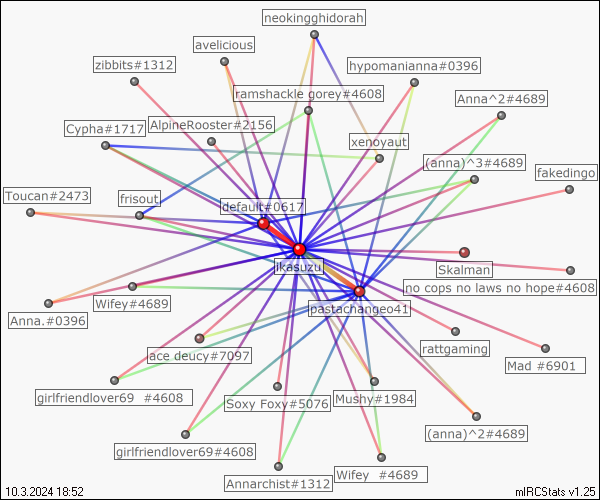 neokingghidorah
avelicious
zibbits#1312
hypomanianna#0396
ramshackle gorey#4608
Anna^2#4689
Cypha#1717
AlpineRooster#2156
xenoyaut
(anna)^3#4689
fakedingo
Toucan#2473
frisout
default#0617
jikasuzu
Skalman
no cops no laws no hope#4608
Wifey#4689
pastachangeo41
Anna.#0396
rattgaming
ace deucy#7097
Mad #6901
girlfriendlover69 #4608
Soxy Foxy#5076
Mushy#1984
(anna)^2#4689
girlfriendlover69#4608
Annarchist#1312
Wifey #4689
10.3.2024 18:52
mIRCStats v1.25